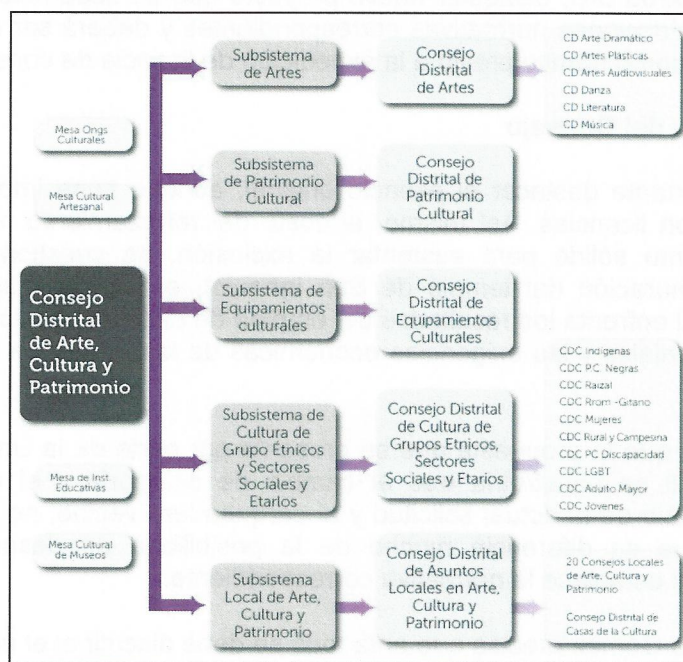 Mesa Ongs
Culturales
Mesa Cultural
Artesanal
Consejo
Distrital
de Arte,
Cultura y
Patrimonio
Mesa de Inst.
Educativas
Mesa Cultural
de Museos
Subsistema
de Artes
Consejo
Distrital
de Artes
CD Arte Dramático
CD Artes Plásticas
CD Artes Audiovisuales
CD Danza
CD Literatura
CD Música
Subsistema
de Patrimonio
Cultural
Consejo
Distrital de
Patrimonio
Cultural
Subsistema de
Equipamientos
culturales
Consejo
Distrital de
Equipamientos
Culturales
Subsistema de
Cultura de
Grupo Étnicos
y Sectores
Sociales y
Etarios
Consejo Distrital
de Cultura de
Grupos Etnicos,
Sectores
Sociales y Etarios
CDC Indígenas
CDC P.C. Negras
CDC Raizal
CDC Rrom -Gitano
CDC Mujeres
CDC Rural y Campesina
CDC PC Discapacidad
CDC LGBT
CDC Adulto Mayor
CDC Jovenes
Subsistema
Local de Arte,
Cultura y
Patrimonio
Consejo Distrital
de Asuntos
Locales en Arte,
Cultura y
Patrimonio
20 Consejos Locales
de Arte, Cultura y
Patrimonio
Consejo Distrital de
Casas de la Cultura